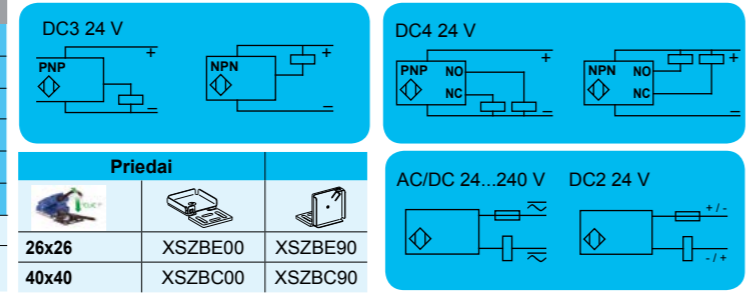 DC3 24 V
PNP
+
–
NPN
+
–
DC4 24 V
PNP NO
NC
+
–
NPN NO
NC
+
–
Priedai
26x26 XSZBE00 XSZBE90
40x40 XSZBC00 XSZBC90
AC/DC 24...240 V
DC2 24 V
+ / -
- / +